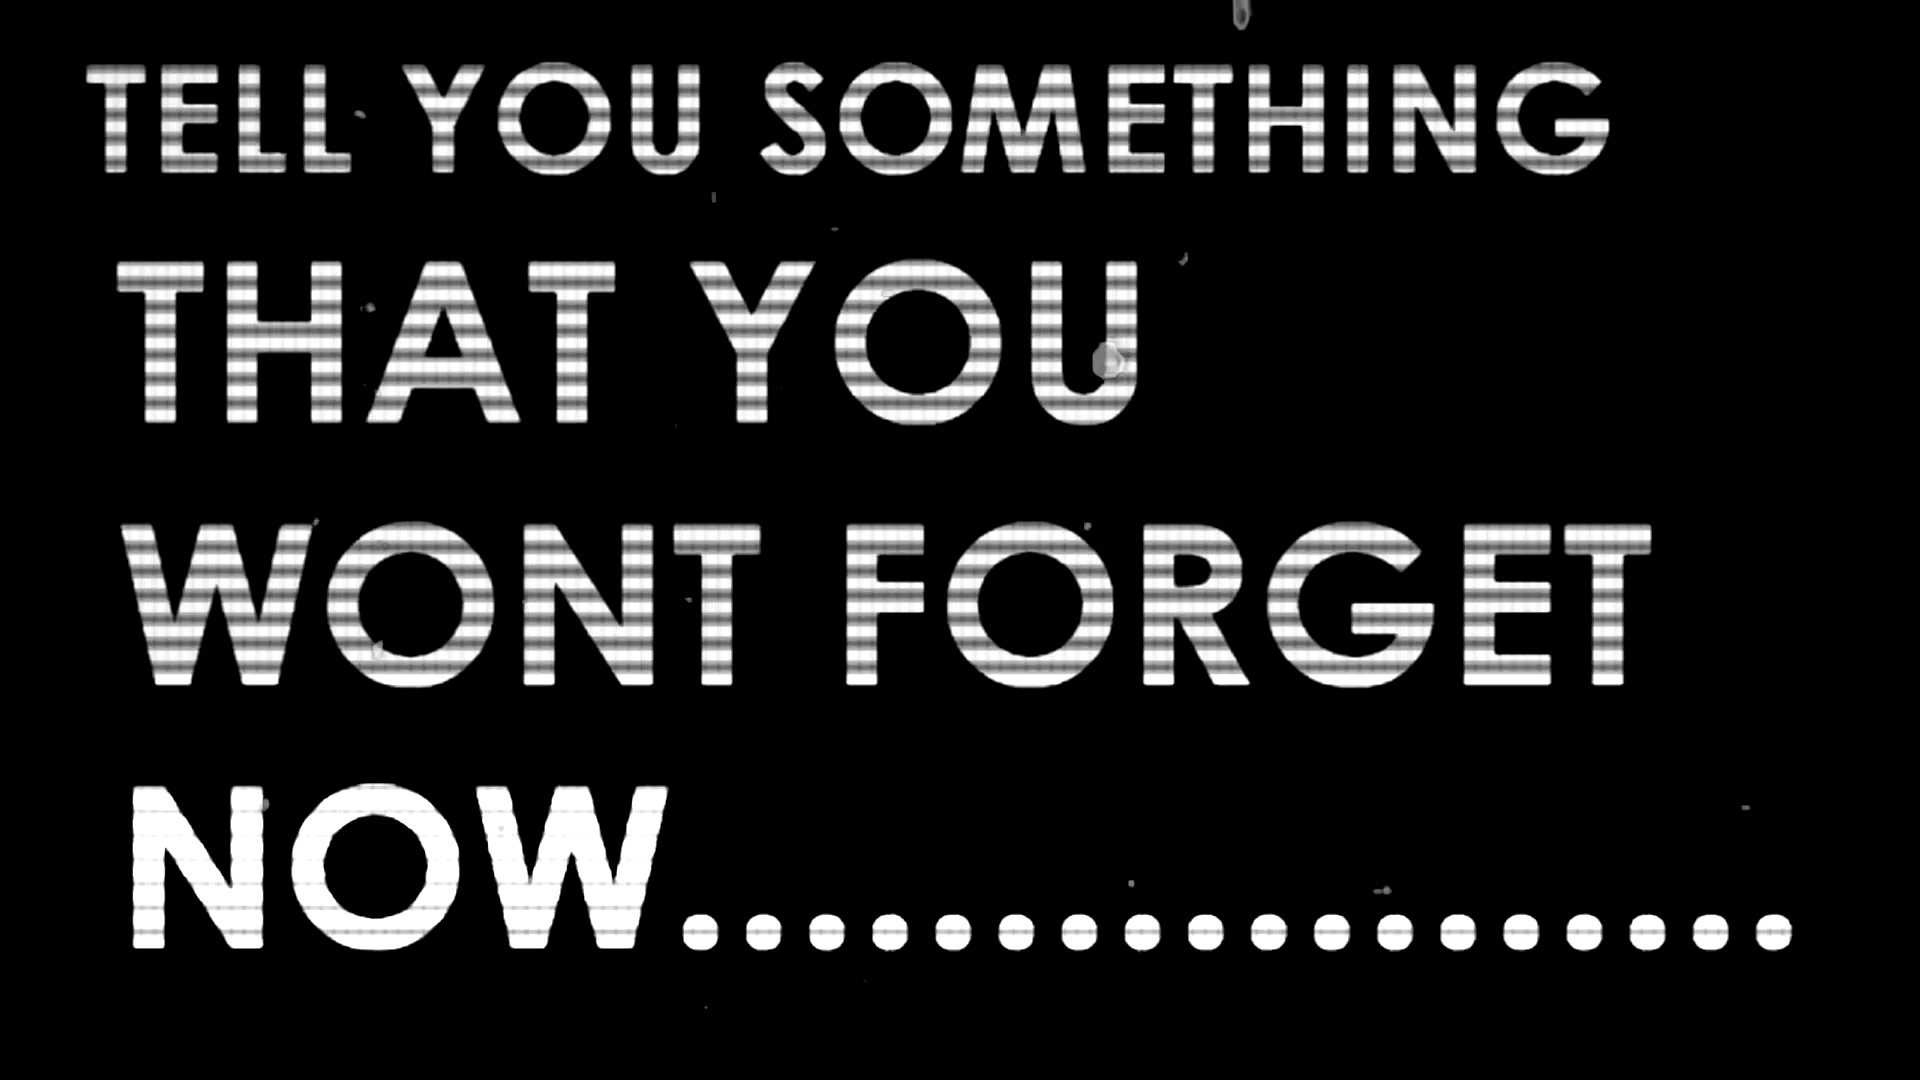 TELL YOU SOMETHING
THAT YOU
WONT FORGET
NOW..................